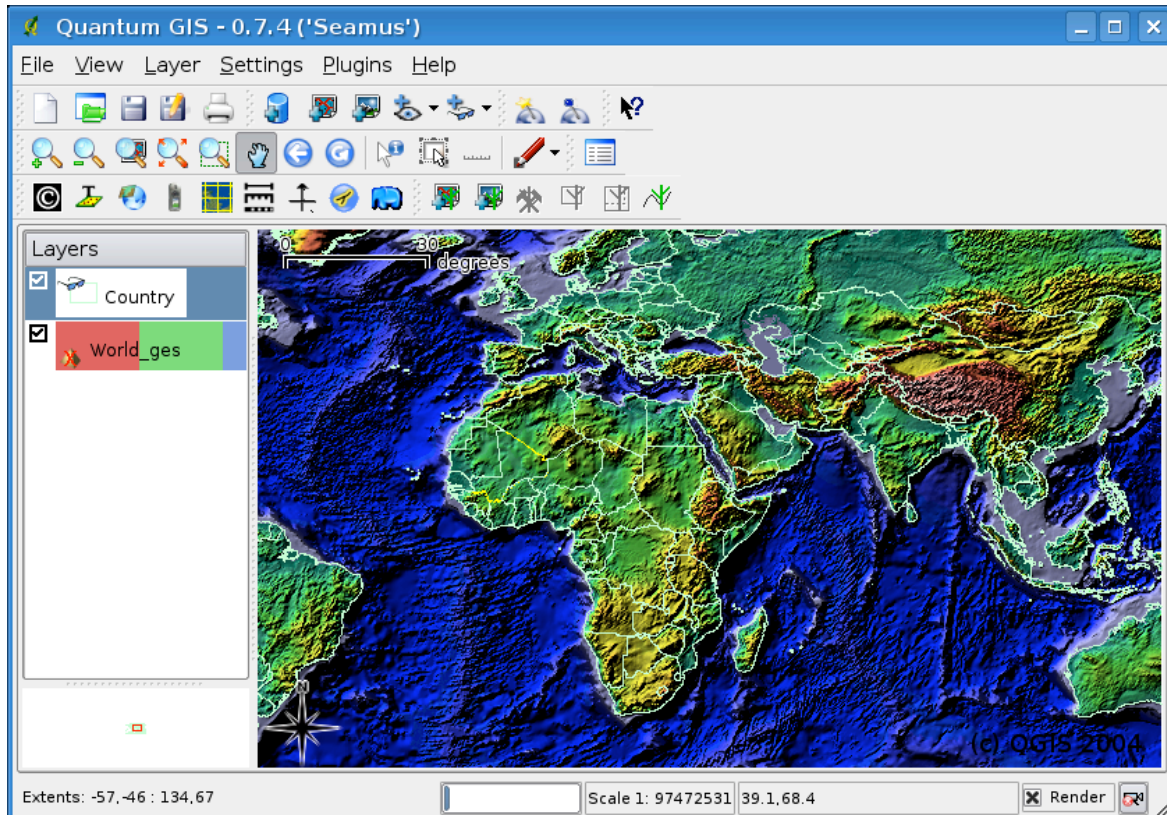 Quantum GIS - 0.7.4 ('Seamus')
File View Layer Settings Plugins Help
Layers
Country
World_ges
0 30
degrees
N
(c) QGIS 2004
Extents: -57,-46 : 134,67
Scale 1: 97472531
39.1,68.4
Render